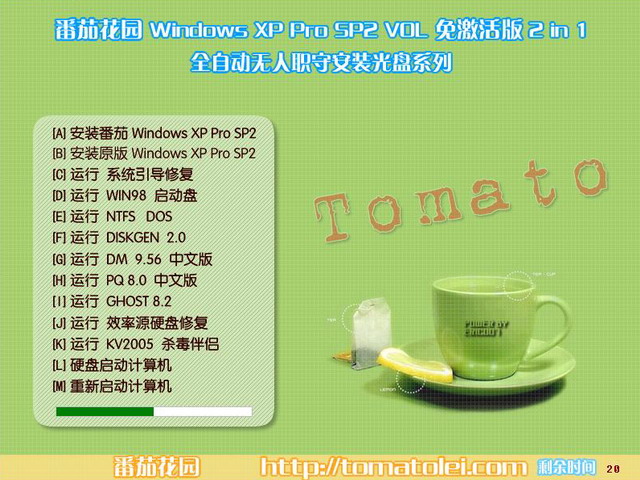 番茄花园 Windows XP Pro SP2 VOL 免激活版 2 in 1
全自动无人职守安装光盘系列
[A] 安装番茄 Windows XP Pro SP2
[B] 安装原版 Windows XP Pro SP2
[C] 运行 系统引导修复
[D] 运行 WIN98 启动盘
[E] 运行 NTFS DOS
[F] 运行 DISKGEN 2.0
[G] 运行 DM 9.56 中文版
[H] 运行 PQ 8.0 中文版
[I] 运行 GHOST 8.2
[J] 运行 效率源硬盘修复
[K] 运行 KV2005 杀毒伴侣
[L] 硬盘启动计算机
[M] 重新启动计算机
Tomato
POWER BY
番茄花园 http://tomatolei.com 剩余时间 20